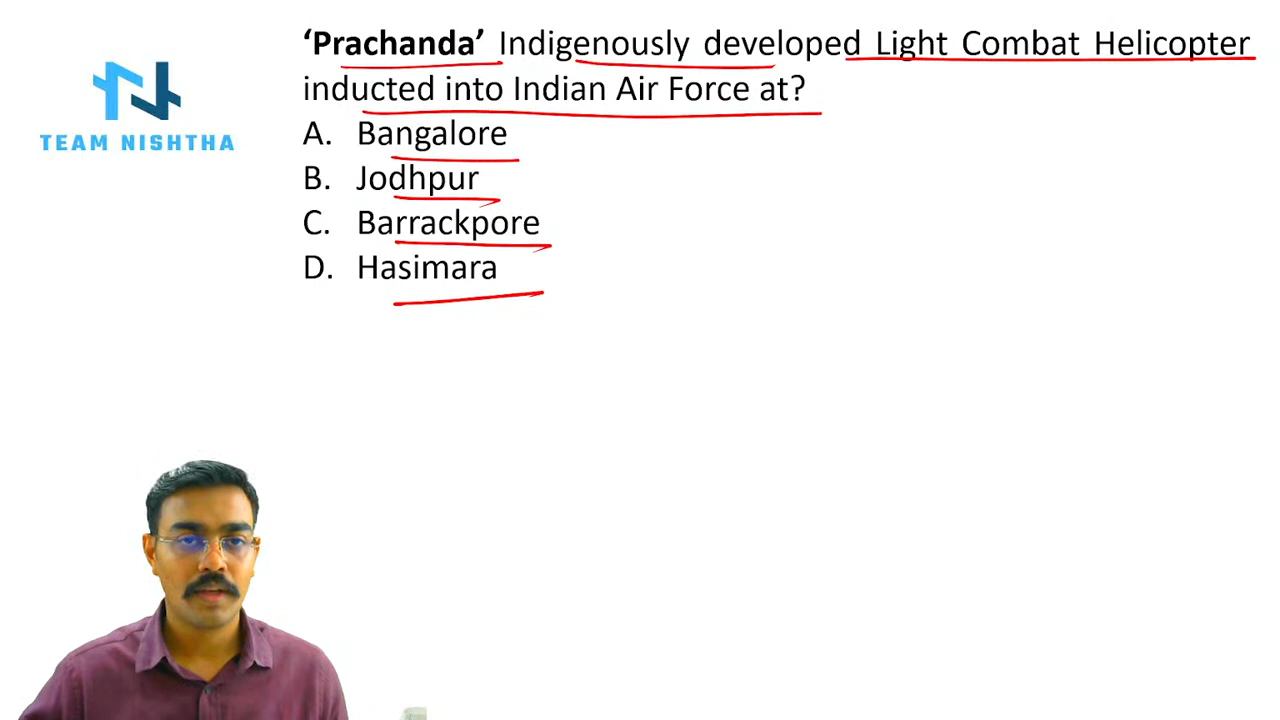 ‘Prachanda’ Indigenously developed Light Combat Helicopter
inducted into Indian Air Force at?
A. Bangalore
B. Jodhpur
C. Barrackpore
D. Hasimara
TEAM NISHTHA